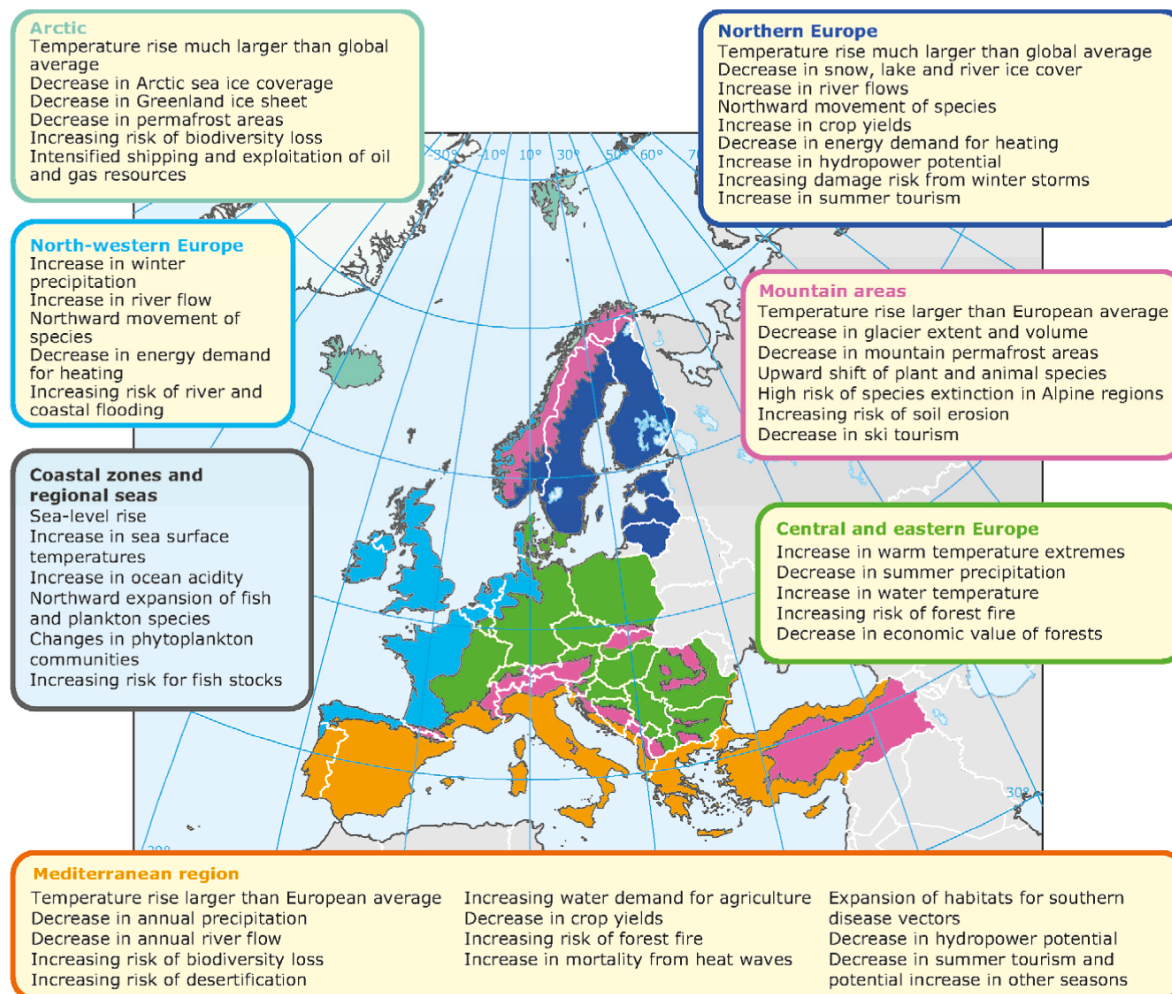 Arctic
Temperature rise much larger than global
average
Decrease in Arctic sea ice coverage
Decrease in Greenland ice sheet
Decrease in permafrost areas
Increasing risk of biodiversity loss
Intensified shipping and exploitation of oil
and gas resources
Northern Europe
Temperature rise much larger than global average
Decrease in snow, lake and river ice cover
Increase in river flows
Northward movement of species
Increase in crop yields
Decrease in energy demand for heating
Increase in hydropower potential
Increasing damage risk from winter storms
Increase in summer tourism
-30° -10° 10° 30° 50° 60°
North-western Europe
Increase in winter
precipitation
Increase in river flow
Northward movement of
species
Decrease in energy demand
for heating
Increasing risk of river and
coastal flooding
Mountain areas
Temperature rise larger than European average
Decrease in glacier extent and volume
Decrease in mountain permafrost areas
Upward shift of plant and animal species
High risk of species extinction in Alpine regions
Increasing risk of soil erosion
Decrease in ski tourism
Coastal zones and
regional seas
Sea-level rise
Increase in sea surface
temperatures
Increase in ocean acidity
Northward expansion of fish
and plankton species
Changes in phytoplankton
communities
Increasing risk for fish stocks
Central and eastern Europe
Increase in warm temperature extremes
Decrease in summer precipitation
Increase in water temperature
Increasing risk of forest fire
Decrease in economic value of forests
30°
Mediterranean region
Temperature rise larger than European average
Decrease in annual precipitation
Decrease in annual river flow
Increasing risk of biodiversity loss
Increasing risk of desertification
Increasing water demand for agriculture
Decrease in crop yields
Increasing risk of forest fire
Increase in mortality from heat waves
Expansion of habitats for southern
disease vectors
Decrease in hydropower potential
Decrease in summer tourism and
potential increase in other seasons